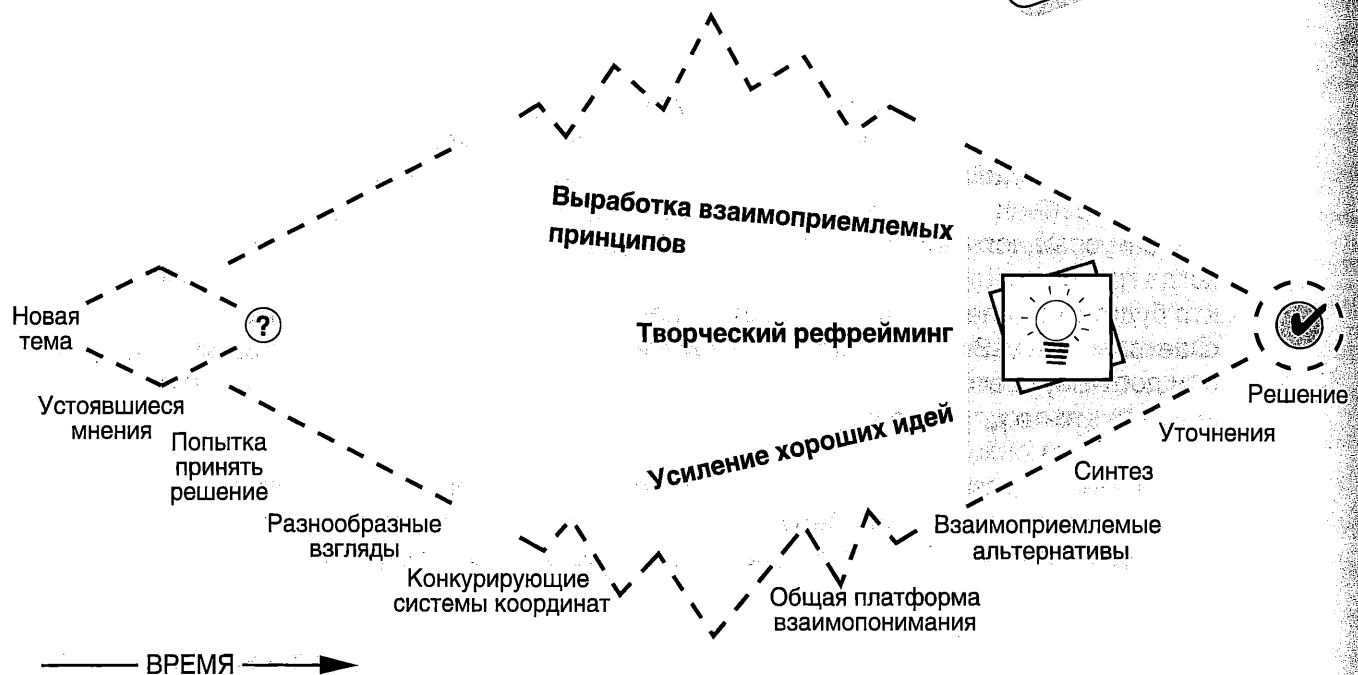 Выработка взаимоприемлемых
принципов
Творческий рефрейминг
Усиление хороших идей
Новая
тема
?
Устоявшиеся
мнения
Попытка
принять
решение
Разнообразные
взгляды
Конкурирующие
системы координат
Общая платформа
взаимопонимания
Взаимоприемлемые
альтернативы
Синтез
Уточнения
Решение
ВРЕМЯ